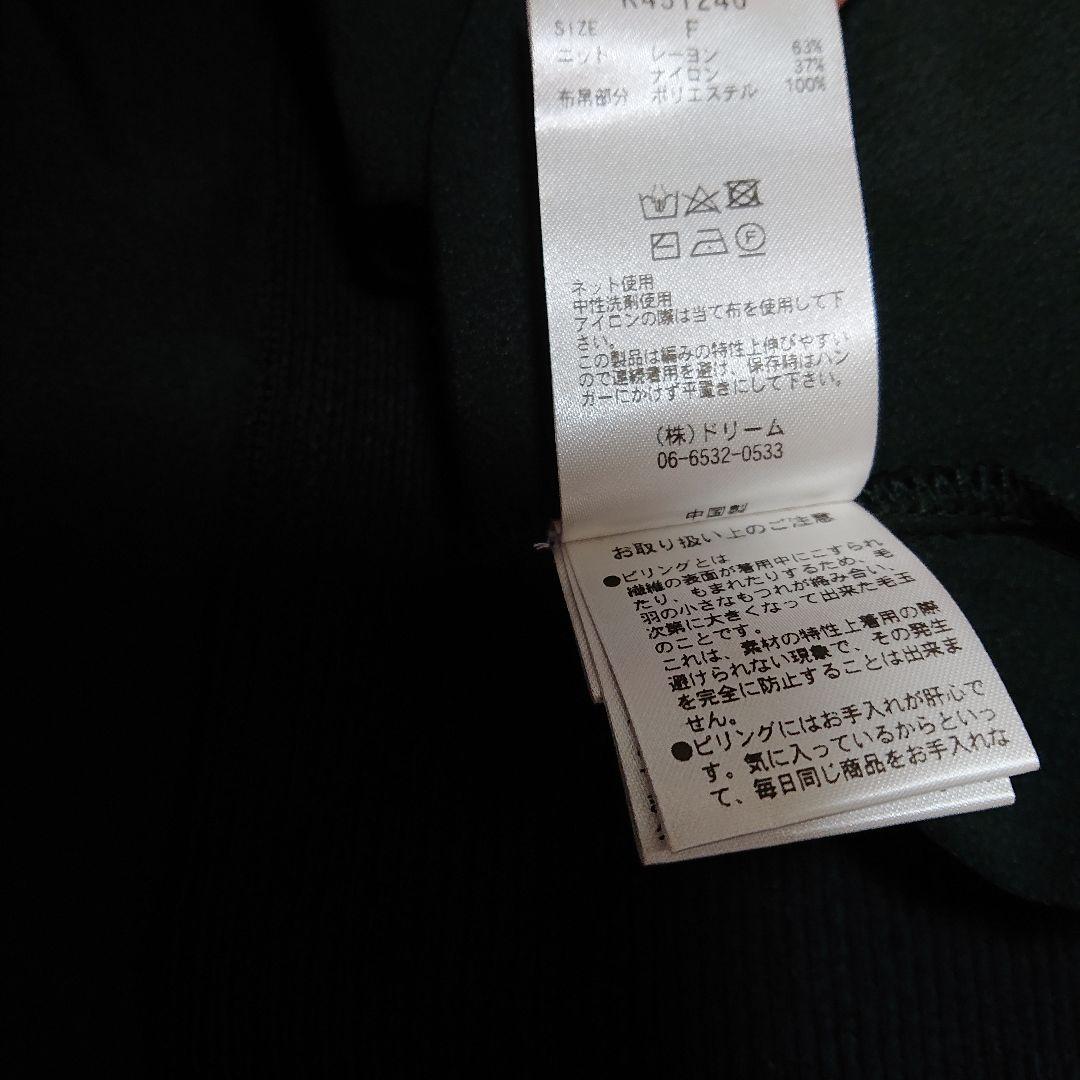 SIZE F
ニット レーヨン 63%
ナイロン 37%
布帛部分 ポリエステル 100%
F
ネット使用
中性洗剤使用
アイロンの際は当て布を使用して下
さい。
この製品は編みの特性上伸びやすい
ので連続着用を避け、保存時はハン
ガーにかけず平置きにして下さい。
(株)ドリーム
06-6532-0533
中国製
お取り扱い上のご注意
●ピリングとは
繊維の表面が着用中にこすられ
たり、もまれたりするため、毛
羽の小さなもつれが絡み合い、
次第に大きくなって出来た毛玉
のことです。
これは、素材の特性上着用の際
避けられない現象で、その発生
を完全に防止することは出来ま
せん。
●ピリングにはお手入れが肝心で
す。気に入っているからといっ
て、毎日同じ商品をお手入れな